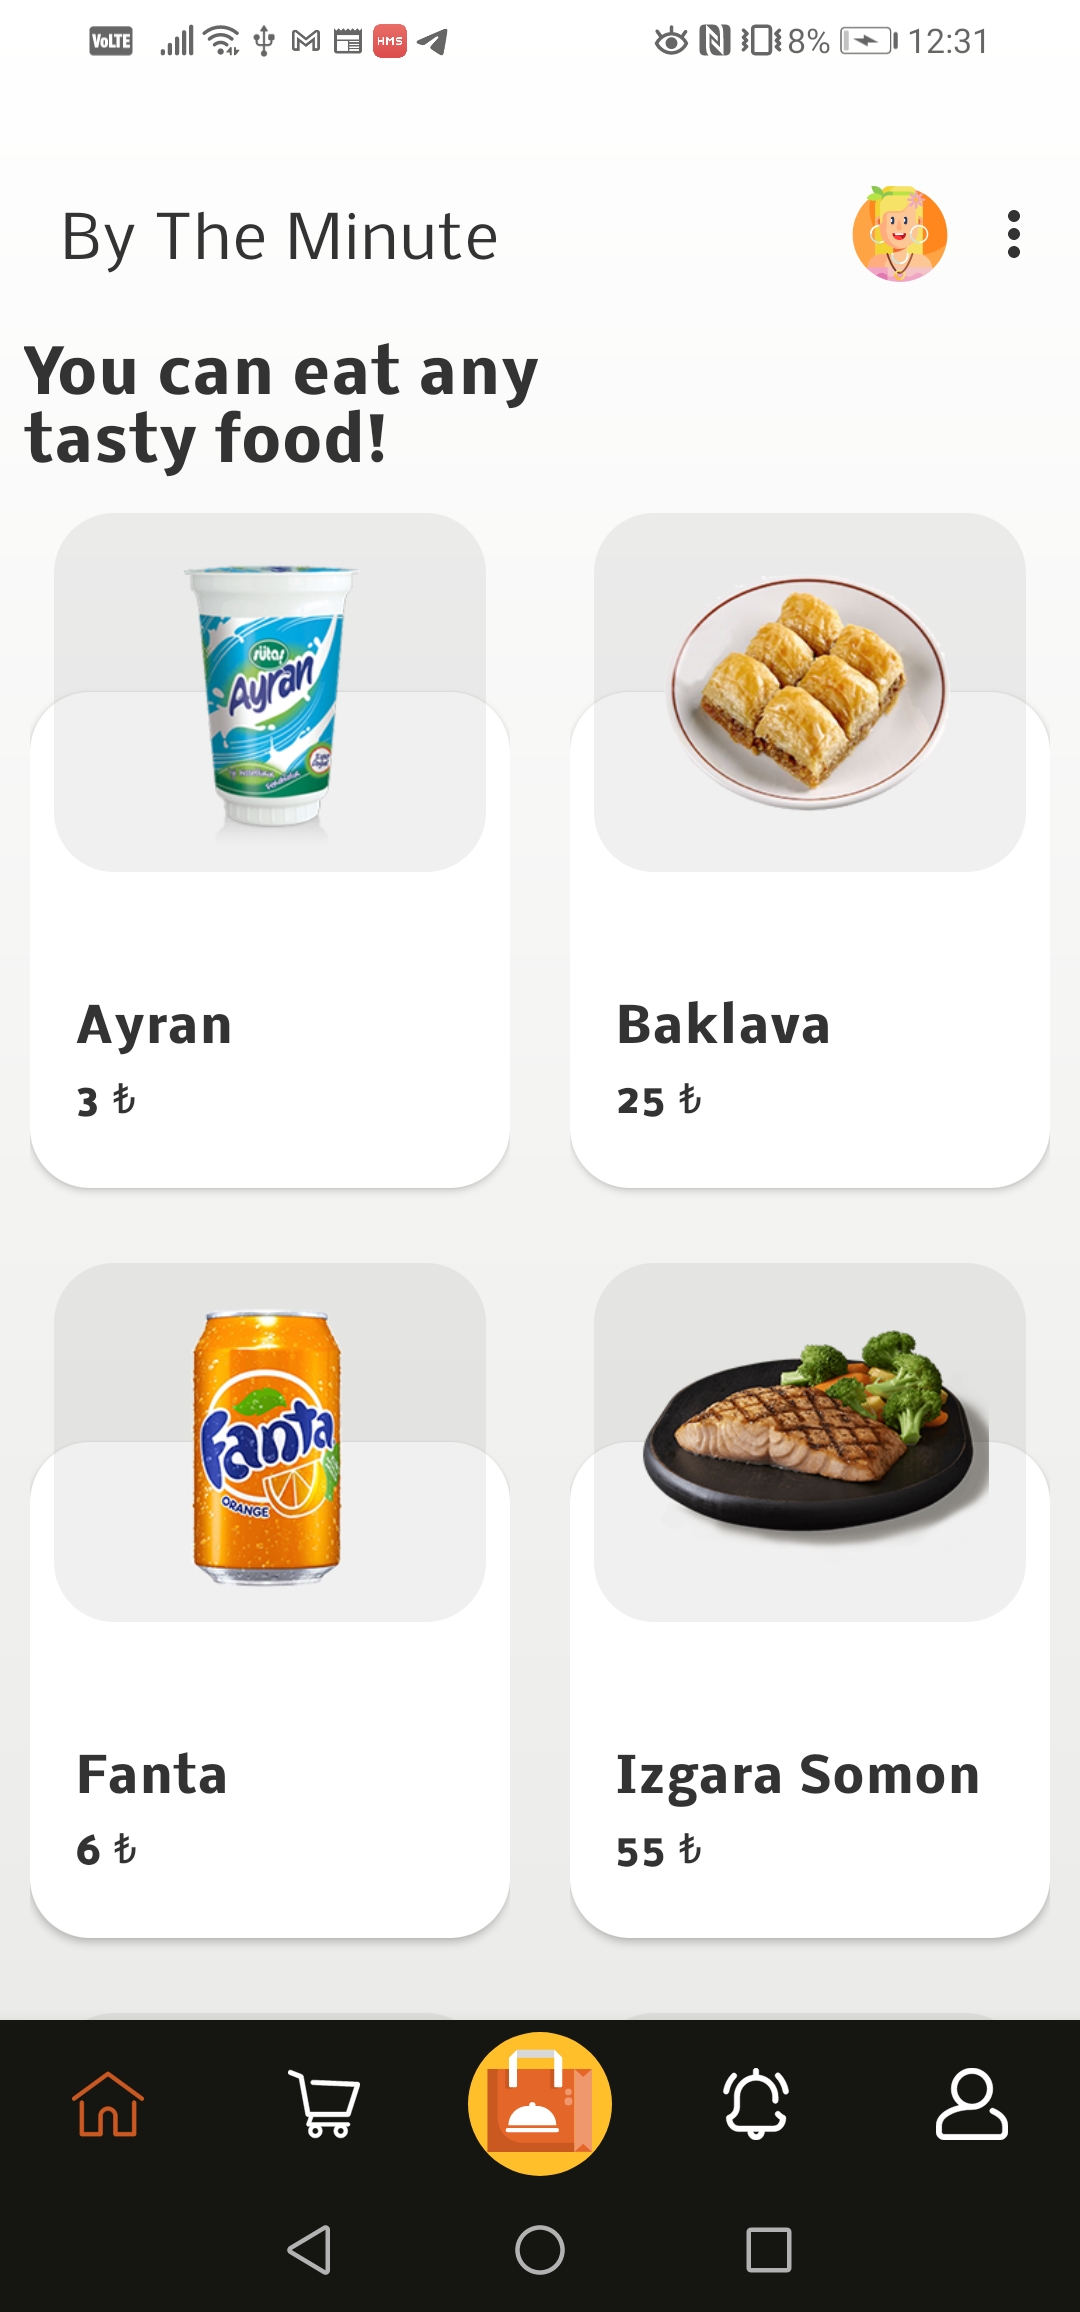 VoLTE HMS 8% 12:31
By The Minute
You can eat any
tasty food!
sütaş
Ayran
Ayran
3 ₺
Baklava
25 ₺
Fanta
ORANGE
Fanta
6 ₺
Izgara Somon
55 ₺